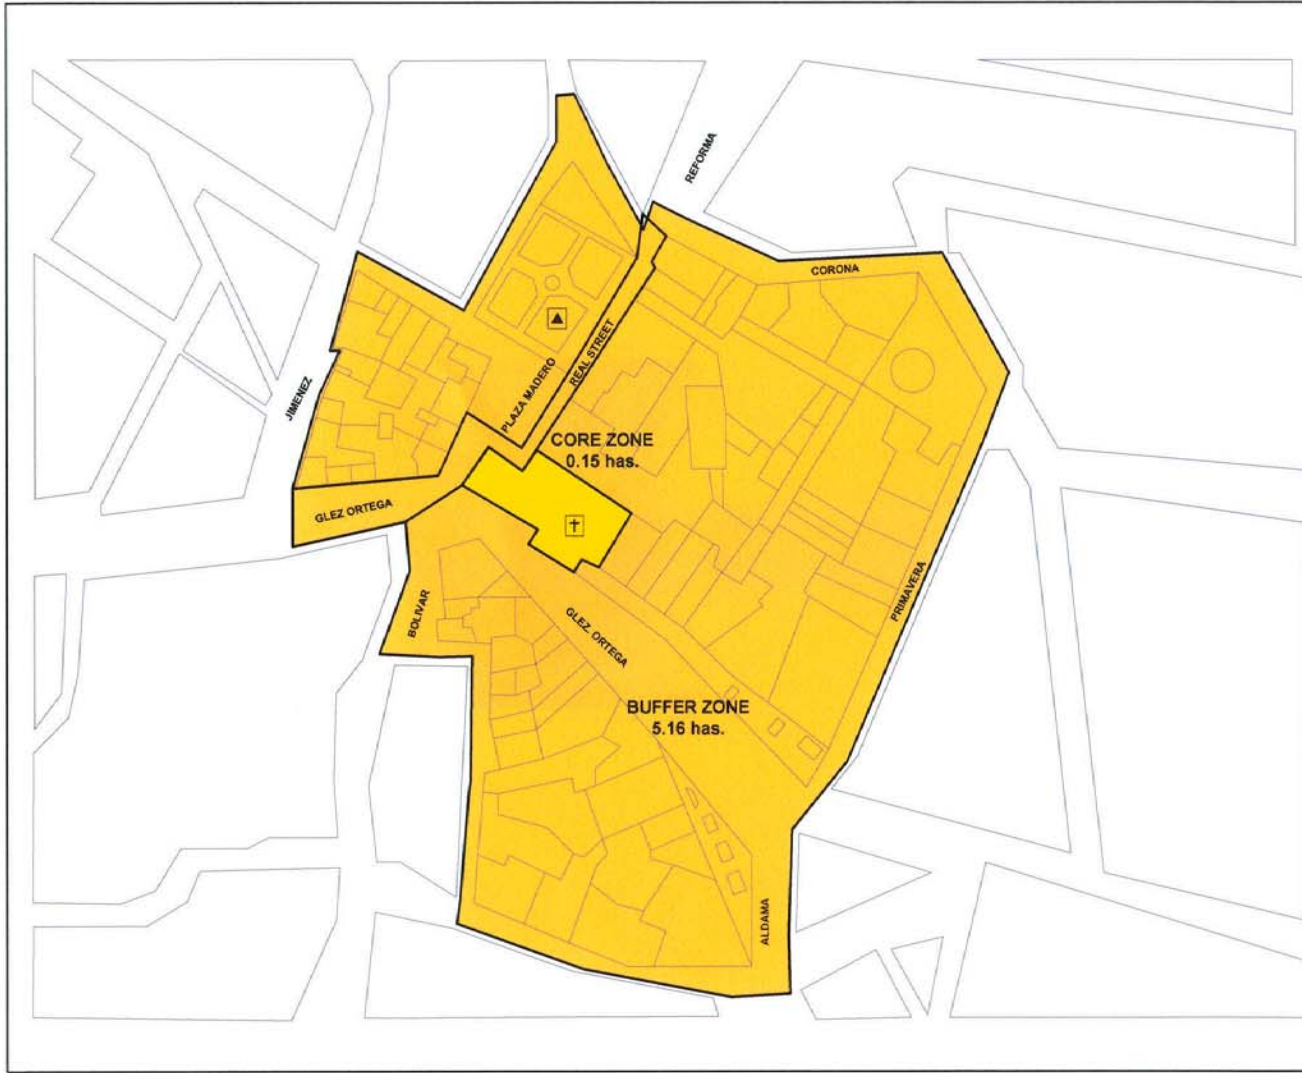 REFORMA
CORONA
JIMENEZ
PLAZA MADERO
REAL STREET
CORE ZONE
0.15 has.
GLEZ ORTEGA
BOLIVAR
GLEZ. ORTEGA
PRIMAVERA
BUFFER ZONE
5.16 has.
ALDAMA